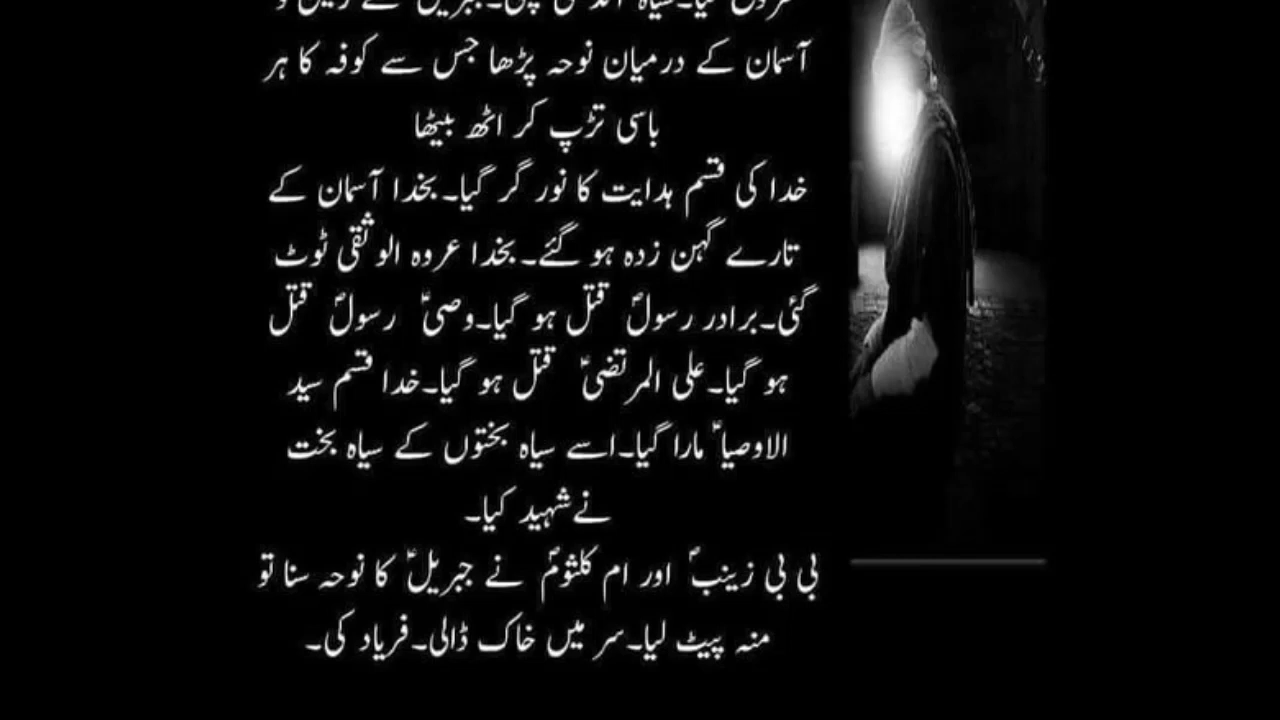 آسمان کے درمیان نوحہ پڑھا جس سے کوفہ کا ہر
باسی تڑپ کر اٹھ بیٹھا
خدا کی قسم ہدایت کا نور گر گیا۔بخدا آسمان کے
تارے گہن زدہ ہو گئے۔بخدا عروہ الوثقی ٹوٹ
گئی۔برادر رسولؐ قتل ہو گیا۔وصیؑ رسولؐ قتل
ہو گیا۔علی المرتضیؑ قتل ہو گیا۔خدا قسم سید
الاوصیاؑ مارا گیا۔اسے سیاہ بختوں کے سیاہ بخت
نےشہید کیا۔
بی بی زینبؑ اور ام کلثومؑ نے جبریلؑ کا نوحہ سنا تو
منہ پیٹ لیا۔سر میں خاک ڈالی۔فریاد کی۔